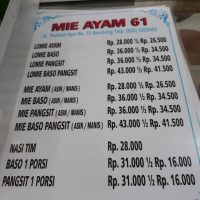 MIE AYAM 61
LOMIE AYAM Rp. 28.000 ½ Rp. 26.500
LOMIE BASO Rp. 36.000 ½ Rp. 34.500
LOMIE PANGSIT Rp. 36.000 ½ Rp. 34.500
LOMIE BASO PANGSIT Rp. 43.000 ½ Rp. 41.500
MIE AYAM (ASIN / MANIS) Rp. 28.000 ½ Rp. 26.500
MIE BASO (ASIN / MANIS) Rp. 36.000 ½ Rp. 34.500
MIE PANGSIT (ASIN / MANIS) Rp. 36.000 ½ Rp. 34.500
MIE BASO PANGSIT (ASIN / MANIS) Rp. 43.000 ½ Rp. 41.500
NASI TIM Rp. 28.000
BASO 1 PORSI Rp. 31.000 ½ Rp. 16.000
PANGSIT 1 PORSI Rp. 31.000 ½ Rp. 16.000